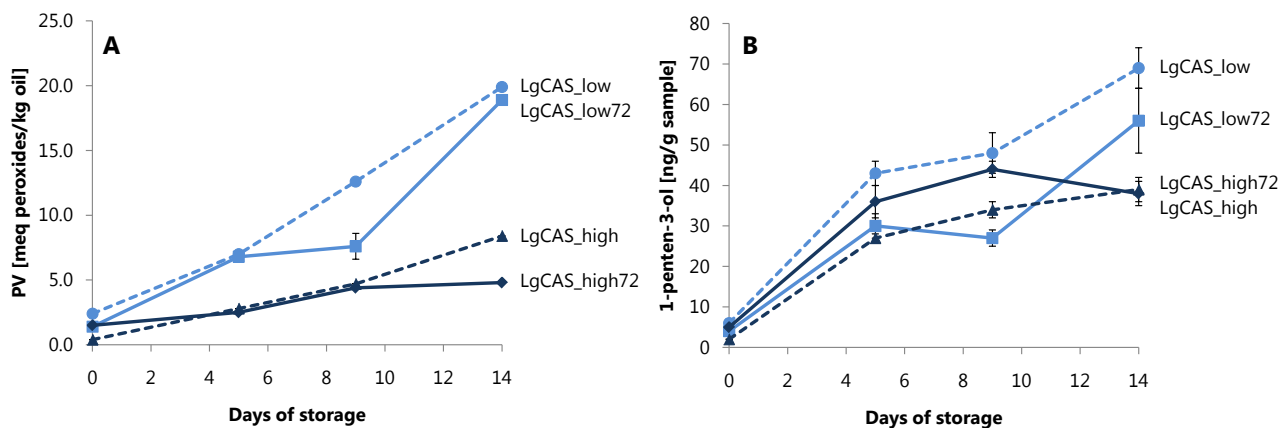 A
PV [meq peroxides/kg oil]
25.0
20.0
15.0
10.0
5.0
0.0
0 2 4 6 8 10 12 14
Days of storage
LgCAS_low
LgCAS_low72
LgCAS_high
LgCAS_high72
B
1-penten-3-ol [ng/g sample]
80
70
60
50
40
30
20
10
0
0 2 4 6 8 10 12 14
Days of storage
LgCAS_low
LgCAS_low72
LgCAS_high72
LgCAS_high